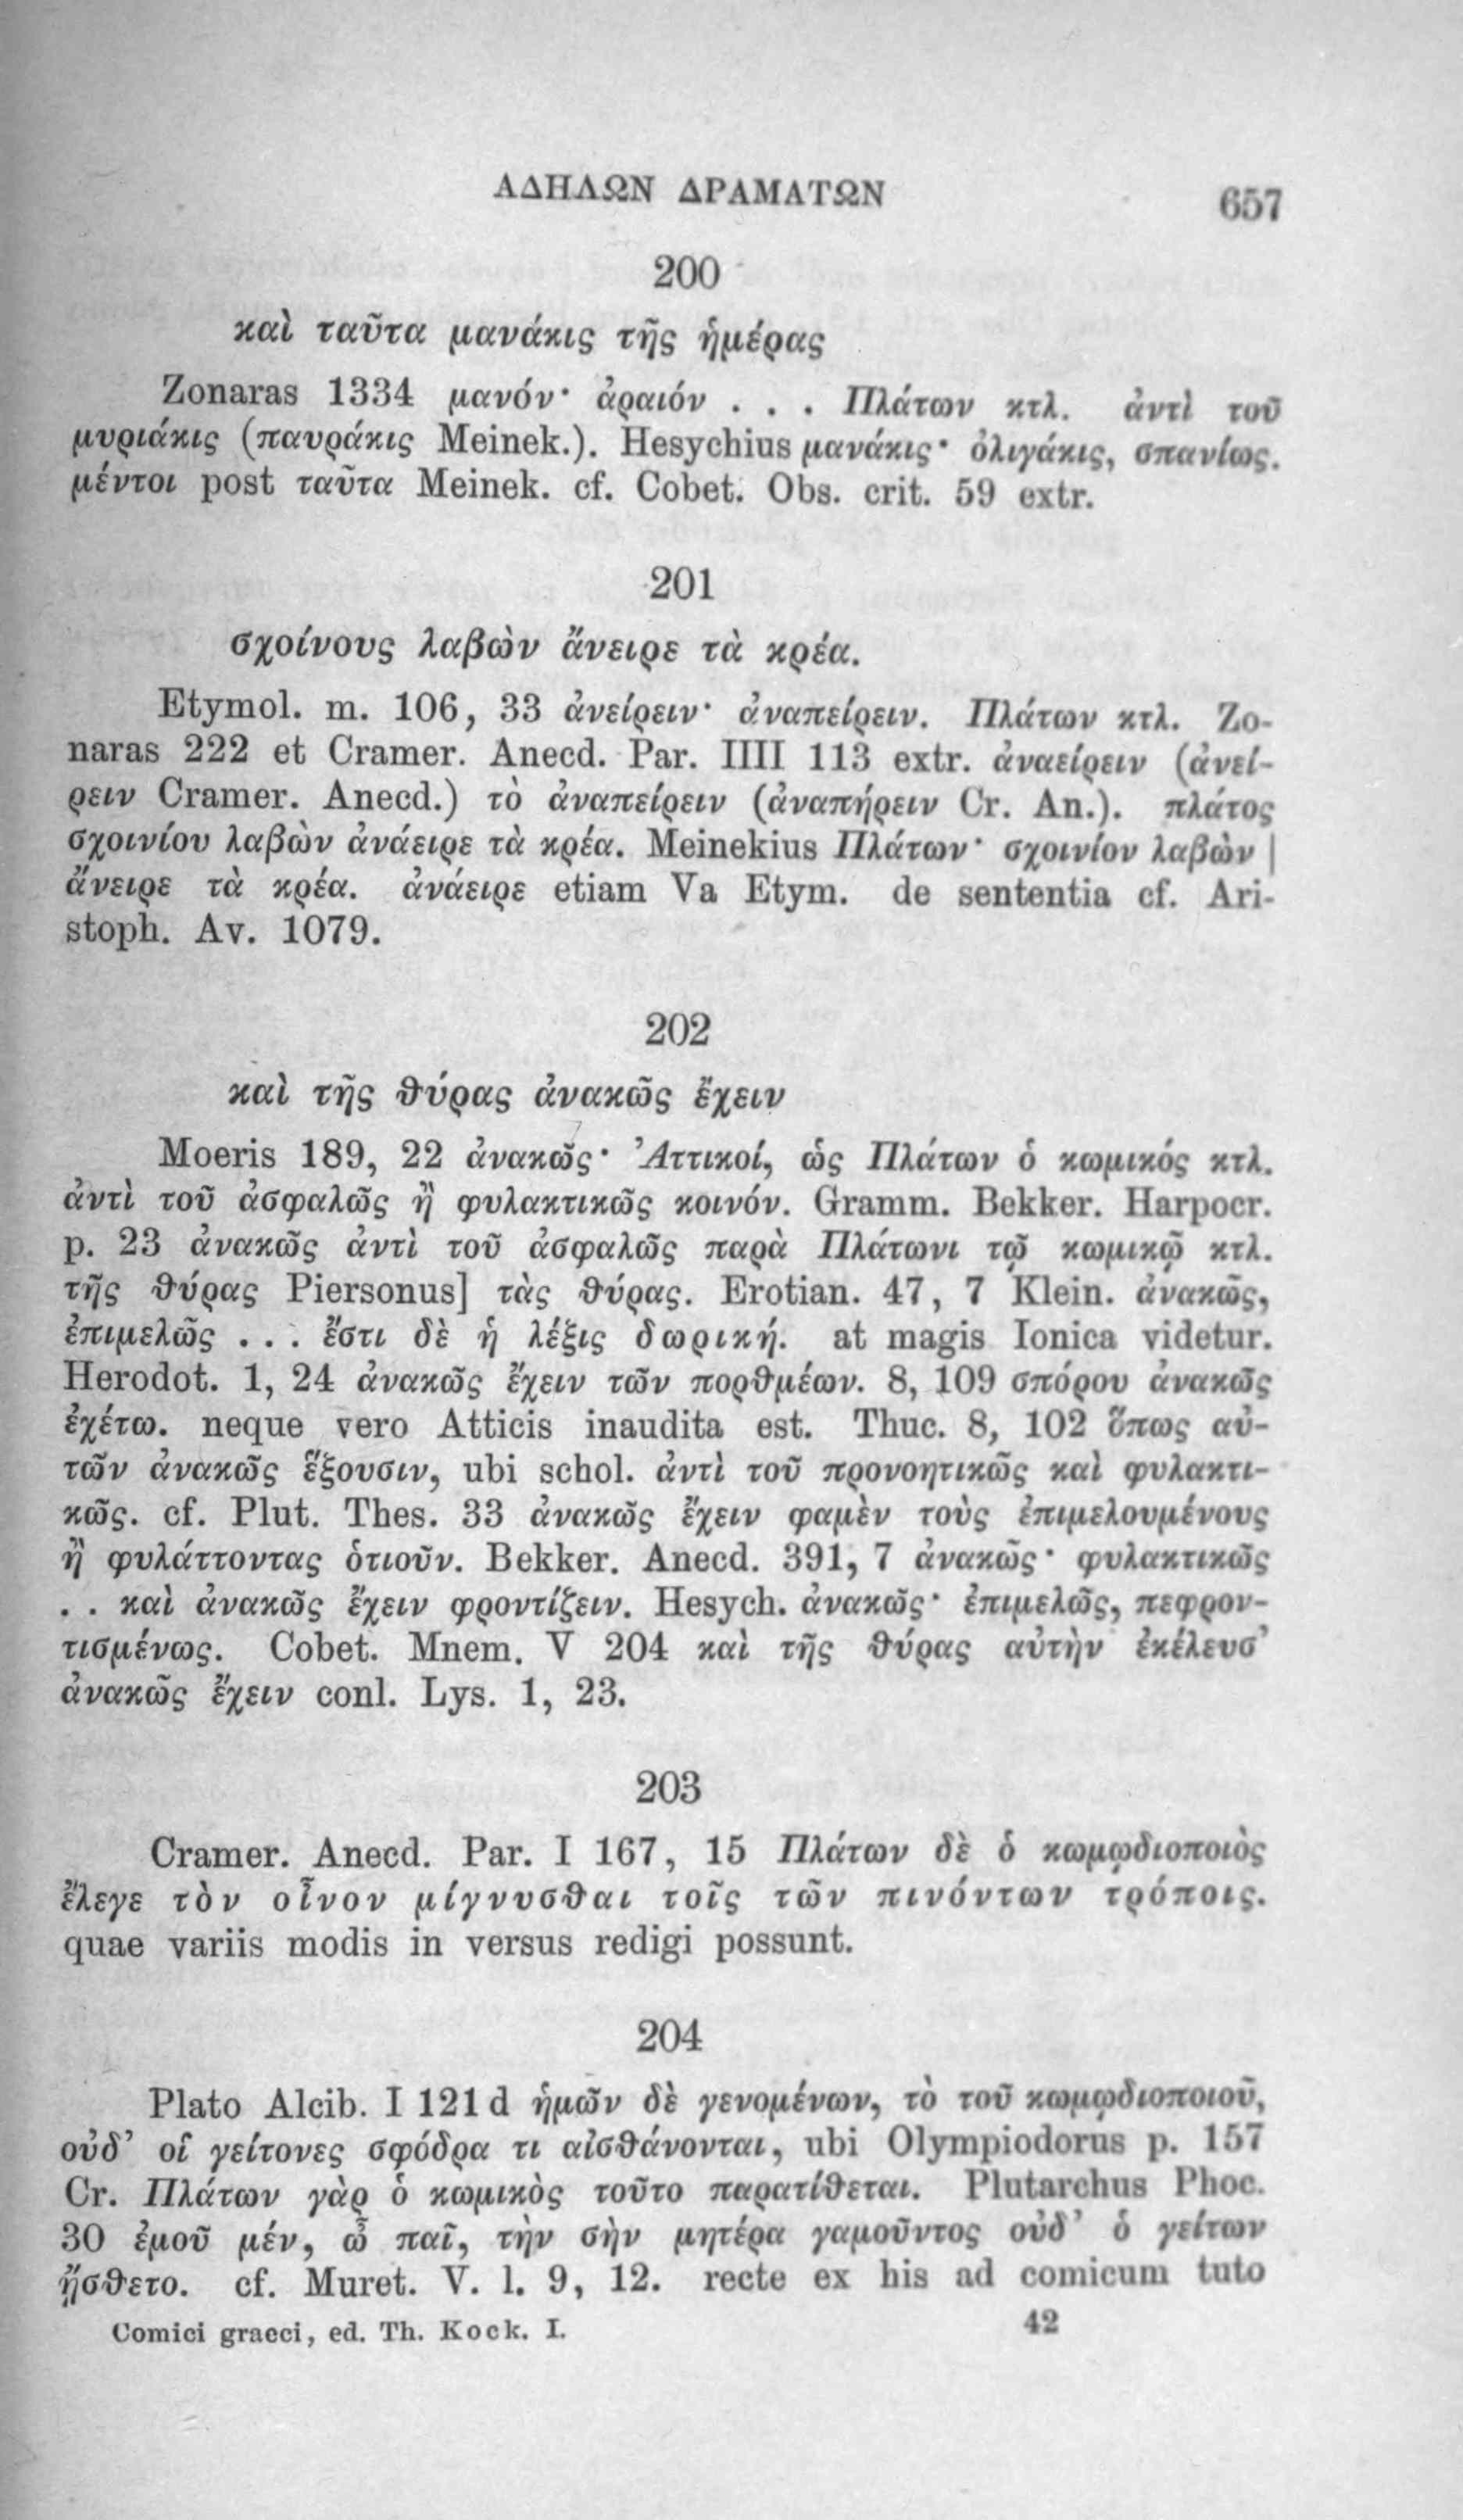 ΑΔΗΛΩΝ ΔΡΑΜΑΤΩΝ 657
200
καὶ ταῦτα μανάκις τῆς ἡμέρας
Zonaras 1334 μανόν· ἀραιόν . . . Πλάτων κτλ. ἀντὶ τοῦ
μυριάκις (παυράκις Meinek.). Hesychius μανάκις· ὀλιγάκις, σπανίως.
μέντοι post ταῦτα Meinek. cf. Cobet. Obs. crit. 59 extr.
201
σχοίνους λαβὼν ἄνειρε τὰ κρέα.
Etymol. m. 106, 33 ἀνείρειν· ἀναπείρειν. Πλάτων κτλ. Zo-
naras 222 et Cramer. Anecd. Par. IIII 113 extr. ἀναείρειν (ἀνεί-
ρειν Cramer. Anecd.) τὸ ἀναπείρειν (ἀναπήρειν Cr. An.). πλάτος
σχοινίου λαβὼν ἀνάειρε τὰ κρέα. Meinekius Πλάτων· σχοινίον λαβὼν |
ἄνειρε τὰ κρέα. ἀνάειρε etiam Va Etym. de sententia cf. Ari-
stoph. Av. 1079.
202
καὶ τῆς θύρας ἀνακῶς ἔχειν
Moeris 189, 22 ἀνακῶς· Ἀττικοί, ὡς Πλάτων ὁ κωμικός κτλ.
ἀντὶ τοῦ ἀσφαλῶς ἢ φυλακτικῶς κοινόν. Gramm. Bekker. Harpocr.
p. 23 ἀνακῶς ἀντὶ τοῦ ἀσφαλῶς παρὰ Πλάτωνι τῷ κωμικῷ κτλ.
τῆς θύρας Piersonus] τὰς θύρας. Erotian. 47, 7 Klein. ἀνακῶς,
ἐπιμελῶς . . . ἔστι δὲ ἡ λέξις δωρική. at magis Ionica videtur.
Herodot. 1, 24 ἀνακῶς ἔχειν τῶν πορθμέων. 8, 109 σπόρου ἀνακῶς
ἐχέτω. neque vero Atticis inaudita est. Thuc. 8, 102 ὅπως αὐ-
τῶν ἀνακῶς ἕξουσιν, ubi schol. ἀντὶ τοῦ προνοητικῶς καὶ φυλακτι-
κῶς. cf. Plut. Thes. 33 ἀνακῶς ἔχειν φαμὲν τοὺς ἐπιμελουμένους
ἢ φυλάττοντας ὁτιοῦν. Bekker. Anecd. 391, 7 ἀνακῶς· φυλακτικῶς
. . καὶ ἀνακῶς ἔχειν φροντίζειν. Hesych. ἀνακῶς· ἐπιμελῶς, πεφρον-
τισμένως. Cobet. Mnem. V 204 καὶ τῆς θύρας αὐτὴν ἐκέλευσ’
ἀνακῶς ἔχειν conl. Lys. 1, 23.
203
Cramer. Anecd. Par. I 167, 15 Πλάτων δὲ ὁ κωμῳδιοποιὸς
ἔλεγε τὸν οἶνον μίγνυσθαι τοῖς τῶν πινόντων τρόποις.
quae variis modis in versus redigi possunt.
204
Plato Alcib. I 121 d ἡμῶν δὲ γενομένων, τὸ τοῦ κωμῳδιοποιοῦ,
οὐδ’ οἱ γείτονες σφόδρα τι αἰσθάνονται, ubi Olympiodorus p. 157
Cr. Πλάτων γὰρ ὁ κωμικὸς τοῦτο παρατίθεται. Plutarchus Phoc.
30 ἐμοῦ μέν, ὦ παῖ, τὴν σὴν μητέρα γαμοῦντος οὐδ’ ὁ γείτων
ᾔσθετο. cf. Muret. V. l. 9, 12. recte ex his ad comicum tuto
Comici graeci, ed. Th. Kock. I. 42